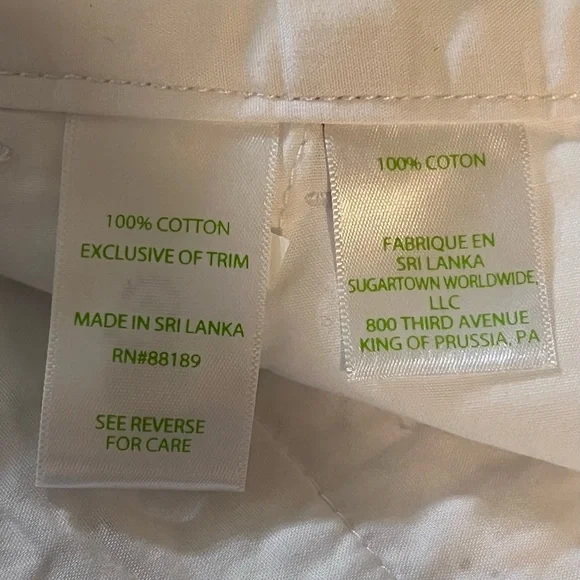 100% COTTON
EXCLUSIVE OF TRIM
MADE IN SRI LANKA
RN#88189
SEE REVERSE
FOR CARE
100% COTON
FABRIQUE EN
SRI LANKA
SUGARTOWN WORLDWIDE,
LLC
800 THIRD AVENUE
KING OF PRUSSIA, PA